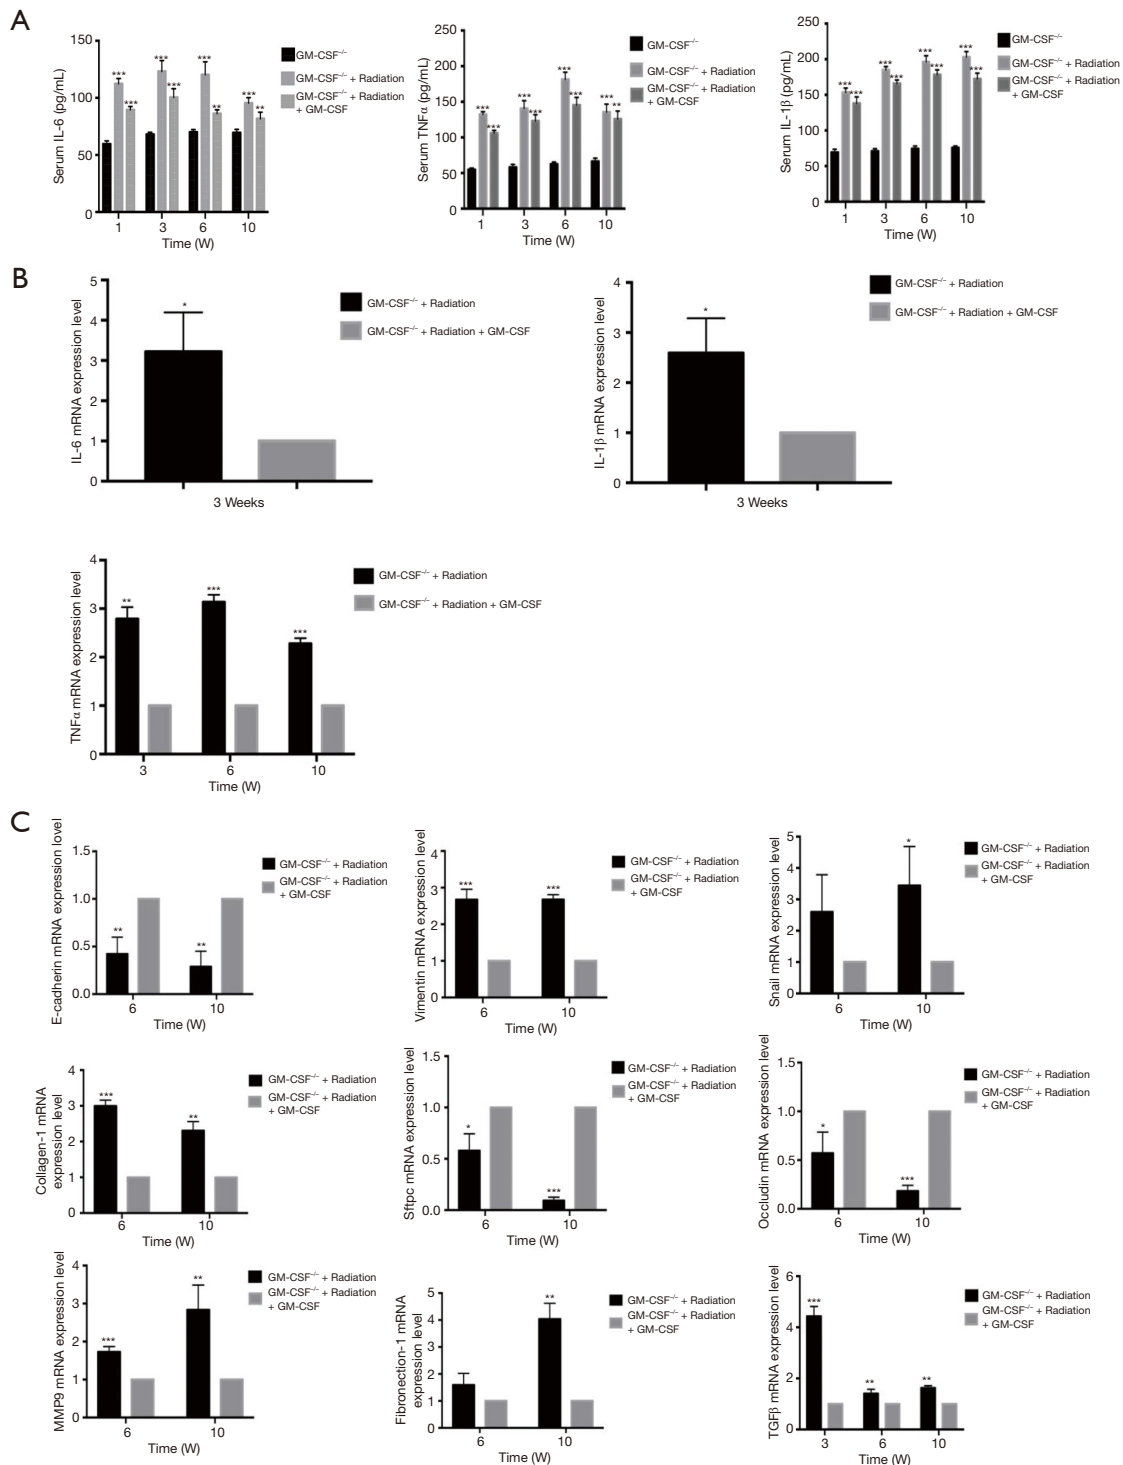 A
Serum IL-6 (pg/mL)
150
100
50
0
*** *** *** *** *** ** *** **
1 3 6 10
Time (W)
GM-CSF⁻/⁻
GM-CSF⁻/⁻ + Radiation
GM-CSF⁻/⁻ + Radiation
+ GM-CSF
Serum TNFα (pg/mL)
250
200
150
100
50
0
*** *** *** *** *** *** *** **
1 3 6 10
Time (W)
GM-CSF⁻/⁻
GM-CSF⁻/⁻ + Radiation
GM-CSF⁻/⁻ + Radiation
+ GM-CSF
Serum IL-1β (pg/mL)
250
200
150
100
50
0
*** *** *** *** *** *** *** ***
1 3 6 10
Time (W)
GM-CSF⁻/⁻
GM-CSF⁻/⁻ + Radiation
GM-CSF⁻/⁻ + Radiation
+ GM-CSF
B
IL-6 mRNA expression level
5
4
3
2
1
0
*
3 Weeks
GM-CSF⁻/⁻ + Radiation
GM-CSF⁻/⁻ + Radiation + GM-CSF
IL-1β mRNA expression level
4
3
2
1
0
*
3 Weeks
GM-CSF⁻/⁻ + Radiation
GM-CSF⁻/⁻ + Radiation + GM-CSF
TNFα mRNA expression level
4
3
2
1
0
** *** ***
3 6 10
Time (W)
GM-CSF⁻/⁻ + Radiation
GM-CSF⁻/⁻ + Radiation + GM-CSF
C
E-cadherin mRNA expression lovel
1.5
1.0
0.5
0.0
** **
6 10
Time (W)
GM-CSF⁻/⁻ + Radiation
GM-CSF⁻/⁻ + Radiation
+ GM-CSF
Vimentin mRNA expression level
4
3
2
1
0
*** ***
6 10
Time (W)
GM-CSF⁻/⁻ + Radiation
GM-CSF⁻/⁻ + Radiation
+ GM-CSF
Snail mRNA expression level
5
4
3
2
1
0
*
6 10
Time (W)
GM-CSF⁻/⁻ + Radiation
GM-CSF⁻/⁻ + Radiation
+ GM-CSF
Collagen-1 mRNA
expression level
4
3
2
1
0
*** **
6 10
Time (W)
GM-CSF⁻/⁻ + Radiation
GM-CSF⁻/⁻ + Radiation
+ GM-CSF
Sftpc mRNA expression level
1.5
1.0
0.5
0.0
* ***
6 10
Time (W)
GM-CSF⁻/⁻ + Radiation
GM-CSF⁻/⁻ + Radiation
+ GM-CSF
Occludin mRNA expression level
1.5
1.0
0.5
0.0
* ***
6 10
Time (W)
GM-CSF⁻/⁻ + Radiation
GM-CSF⁻/⁻ + Radiation
+ GM-CSF
MMP9 mRNA expression level
4
3
2
1
0
*** **
6 10
Time (W)
GM-CSF⁻/⁻ + Radiation
GM-CSF⁻/⁻ + Radiation
+ GM-CSF
Fibronection-1 mRNA
expression level
5
4
3
2
1
0
**
6 10
Time (W)
GM-CSF⁻/⁻ + Radiation
GM-CSF⁻/⁻ + Radiation
+ GM-CSF
TGFβ mRNA expression level
6
4
2
0
*** ** **
3 6 10
Time (W)
GM-CSF⁻/⁻ + Radiation
GM-CSF⁻/⁻ + Radiation
+ GM-CSF